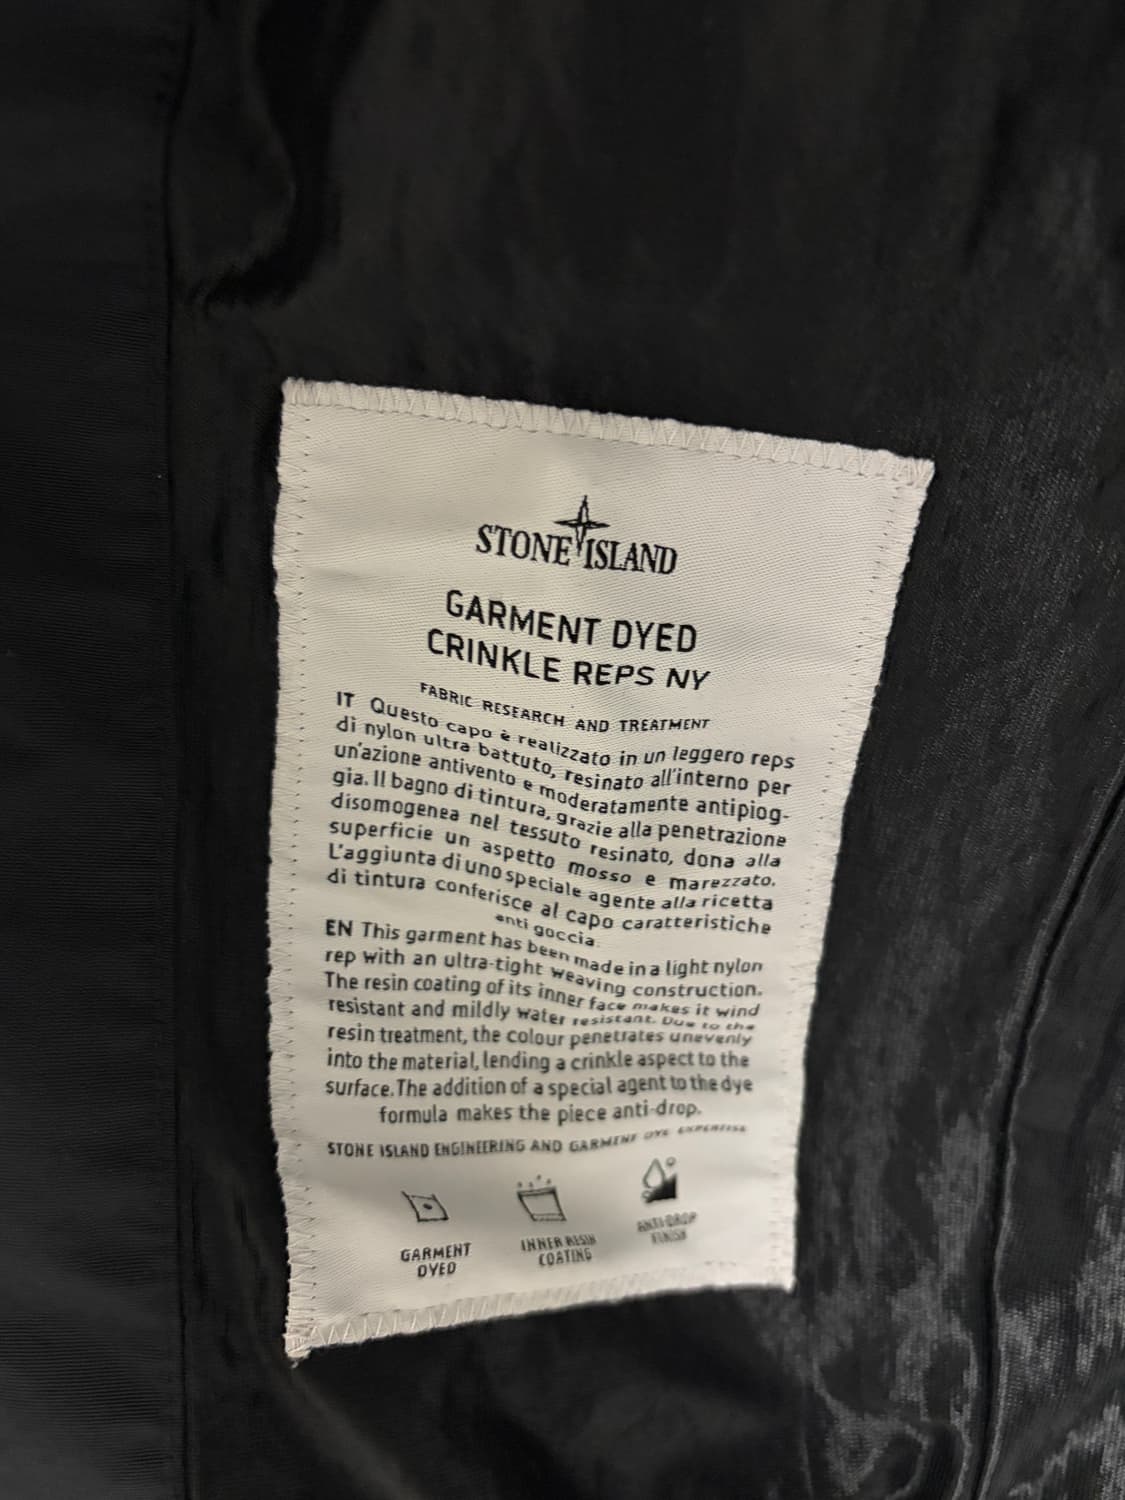 STONE ISLAND
GARMENT DYED
CRINKLE REPS NY
FABRIC RESEARCH AND TREATMENT
IT Questo capo è realizzato in un leggero reps
di nylon ultra battuto, resinato all'interno per
un'azione antivento e moderatamente antipiog-
gia. Il bagno di tintura, grazie alla penetrazione
disomogenea nel tessuto resinato, dona alla
superficie un aspetto mosso e marezzato.
L'aggiunta di uno speciale agente alla ricetta
di tintura conferisce al capo caratteristiche
anti goccia.
EN This garment has been made in a light nylon
rep with an ultra-tight weaving construction.
The resin coating of its inner face makes it wind
resistant and mildly water resistant. Due to the
resin treatment, the colour penetrates unevenly
into the material, lending a crinkle aspect to the
surface. The addition of a special agent to the dye
formula makes the piece anti-drop.
STONE ISLAND ENGINEERING AND GARMENT DYE EXPERTISE
GARMENT
DYED
INNER RESIN
COATING
ANTI-DROP
FINISH